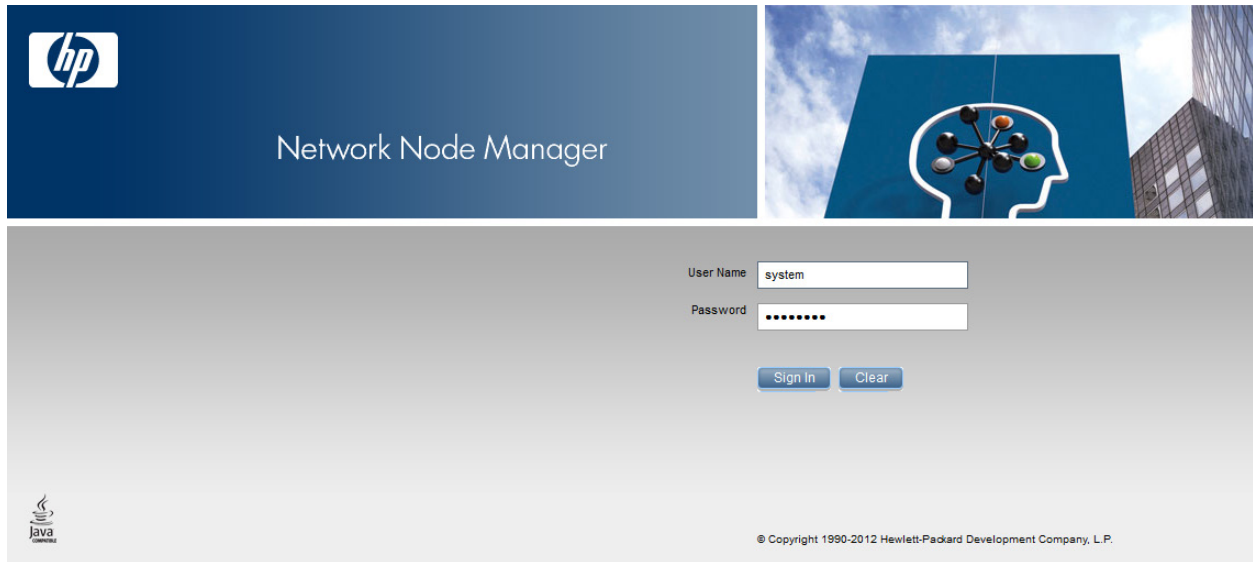 hp
Network Node Manager
User Name
system
Password
••••••••
Sign In
Clear
Java
COMPATIBLE
© Copyright 1990-2012 Hewlett-Packard Development Company, L.P.